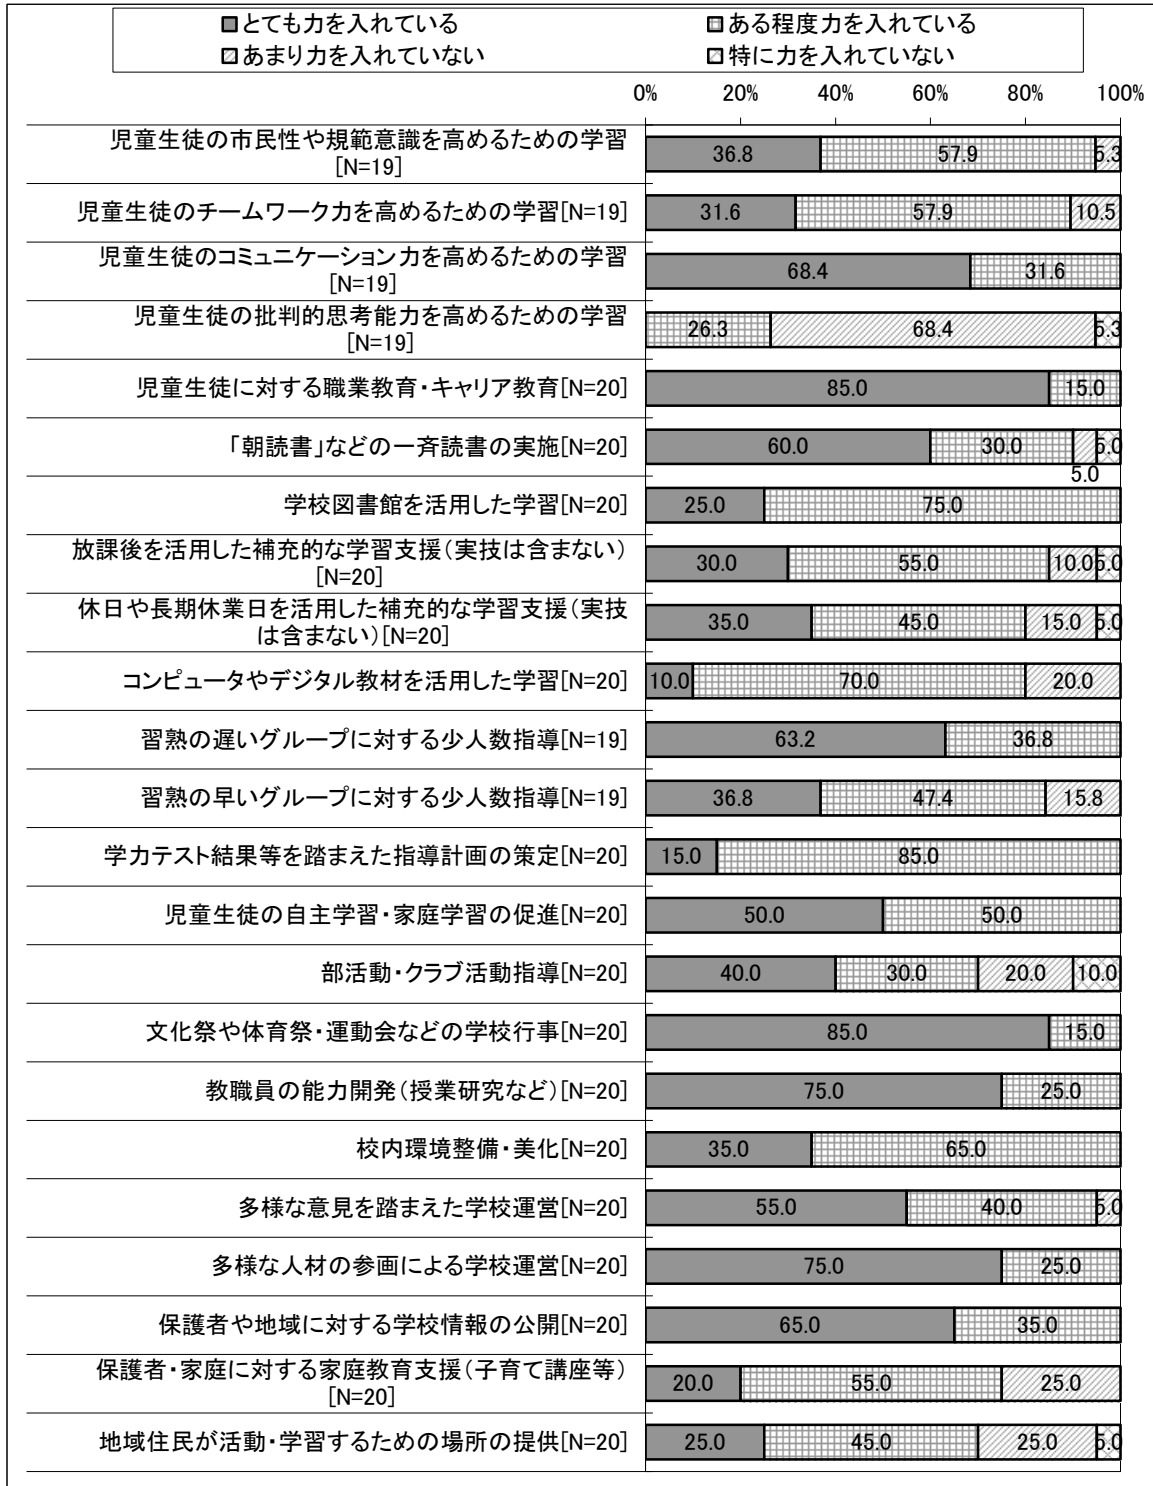 とても力を入れている ある程度力を入れている
あまり力を入れていない 特に力を入れていない
0% 20% 40% 60% 80% 100%
児童生徒の市民性や規範意識を高めるための学習
[N=19]
36.8 57.9 5.3
児童生徒のチームワーク力を高めるための学習[N=19] 31.6 57.9 10.5
児童生徒のコミュニケーション力を高めるための学習
[N=19]
68.4 31.6
児童生徒の批判的思考能力を高めるための学習
[N=19]
26.3 68.4 5.3
児童生徒に対する職業教育・キャリア教育[N=20] 85.0 15.0
「朝読書」などの一斉読書の実施[N=20] 60.0 30.0 5.0
5.0
学校図書館を活用した学習[N=20] 25.0 75.0
放課後を活用した補充的な学習支援（実技は含まない）
[N=20]
30.0 55.0 10.0 5.0
休日や長期休業日を活用した補充的な学習支援（実技
は含まない）[N=20]
35.0 45.0 15.0 5.0
コンピュータやデジタル教材を活用した学習[N=20] 10.0 70.0 20.0
習熟の遅いグループに対する少人数指導[N=19] 63.2 36.8
習熟の早いグループに対する少人数指導[N=19] 36.8 47.4 15.8
学力テスト結果等を踏まえた指導計画の策定[N=20] 15.0 85.0
児童生徒の自主学習・家庭学習の促進[N=20] 50.0 50.0
部活動・クラブ活動指導[N=20] 40.0 30.0 20.0 10.0
文化祭や体育祭・運動会などの学校行事[N=20] 85.0 15.0
教職員の能力開発（授業研究など）[N=20] 75.0 25.0
校内環境整備・美化[N=20] 35.0 65.0
多様な意見を踏まえた学校運営[N=20] 55.0 40.0 5.0
多様な人材の参画による学校運営[N=20] 75.0 25.0
保護者や地域に対する学校情報の公開[N=20] 65.0 35.0
保護者・家庭に対する家庭教育支援（子育て講座等）
[N=20]
20.0 55.0 25.0
地域住民が活動・学習するための場所の提供[N=20] 25.0 45.0 25.0 5.0